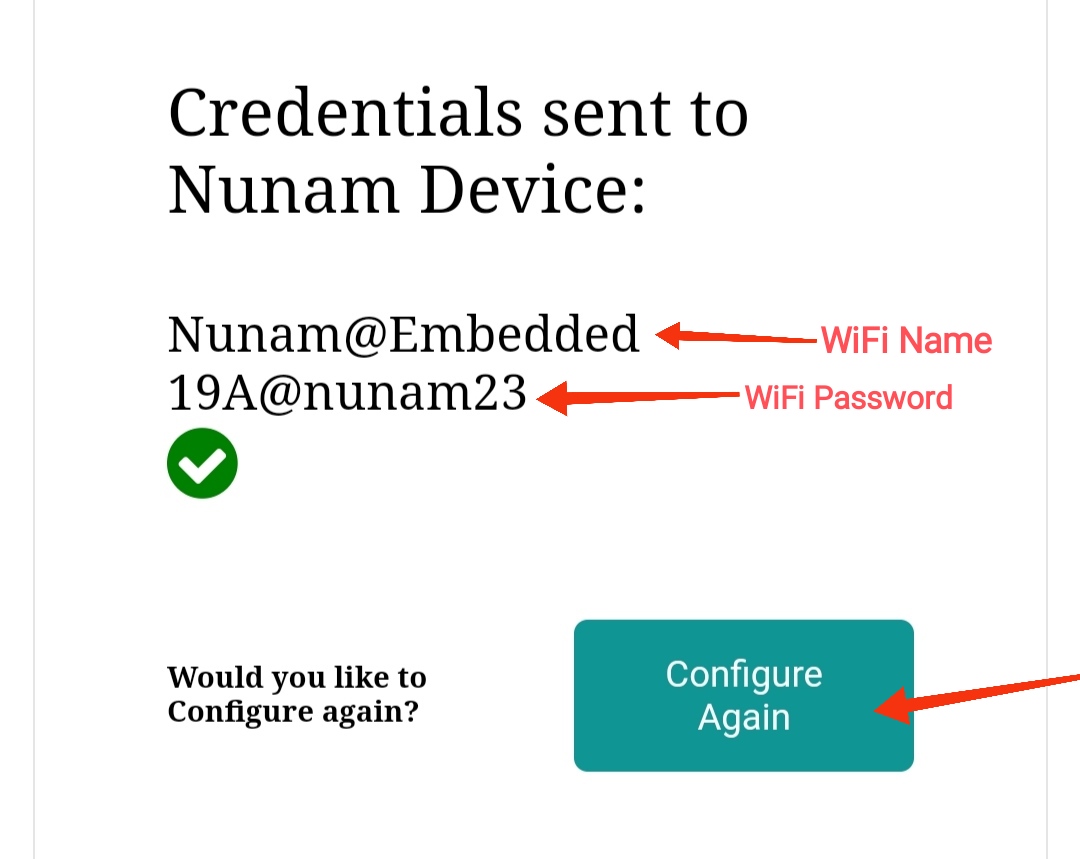 Credentials sent to
Nunam Device:
Nunam@Embedded
WiFi Name
19A@nunam23
WiFi Password
Would you like to
Configure again?
Configure
Again